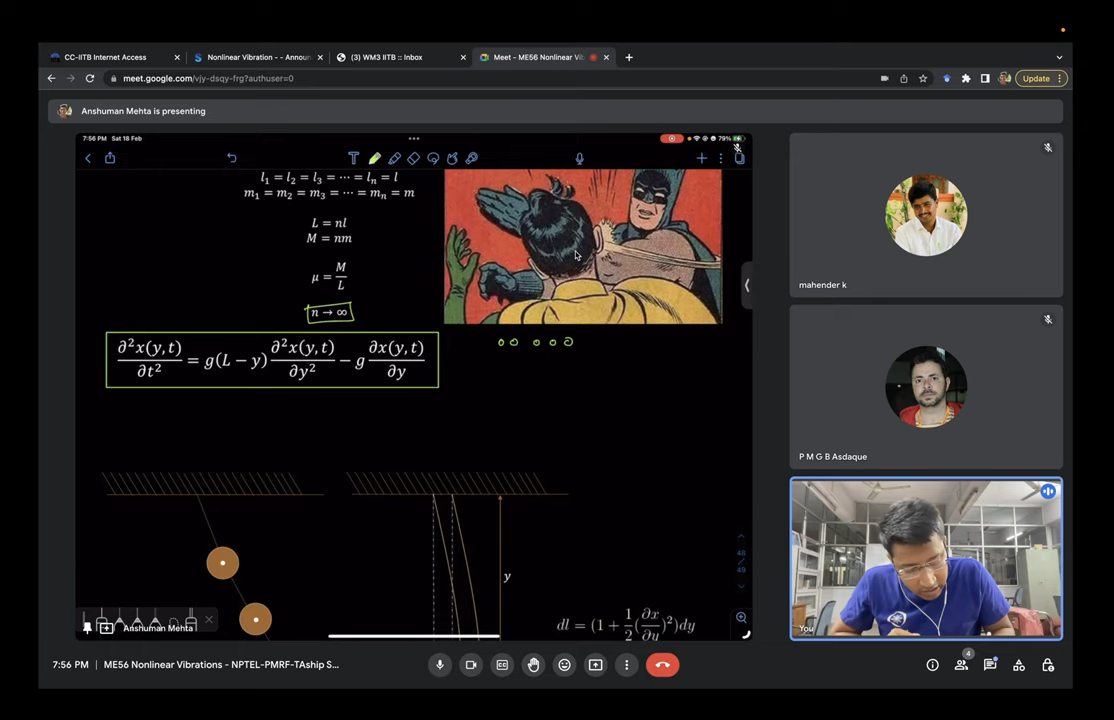 CC-IITB Internet Access
Nonlinear Vibration - - Announ
(3) WM3 IITB :: Inbox
Meet - ME56 Nonlinear Vib
meet.google.com/vjy-dsqy-frg?authuser=0
Update
Anshuman Mehta is presenting
7:56 PM Sat 18 Feb
79%
l₁ = l₂ = l₃ = ⋯ = lₙ = l
m₁ = m₂ = m₃ = ⋯ = mₙ = m
L = nl
M = nm
μ = M/L
n → ∞
∂²x(y,t)/∂t² = g(L − y) ∂²x(y,t)/∂y² − g ∂x(y,t)/∂y
y
dl = (1 + 1/2 (∂x/∂y)²)dy
48
/
49
Anshuman Mehta
mahender k
P M G B Asdaque
You
7:56 PM | ME56 Nonlinear Vibrations - NPTEL-PMRF-TAship S...
CC
4